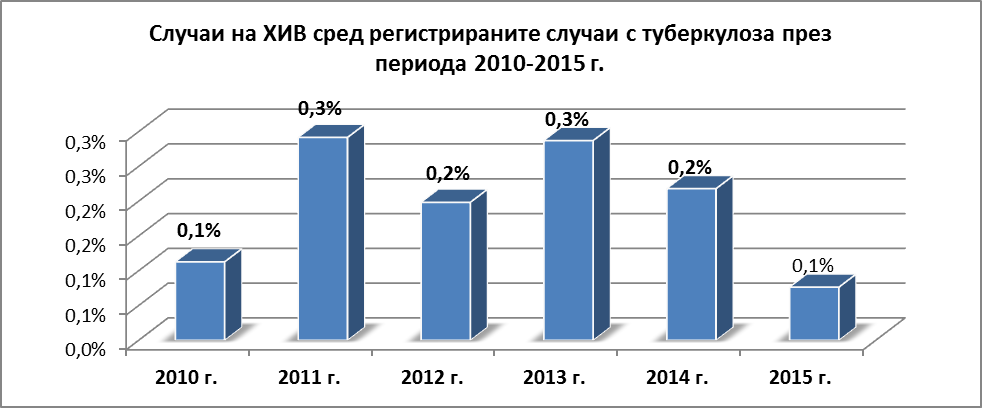 Случаи на ХИВ сред регистрираните случаи с туберкулоза през
периода 2010-2015 г.
0,3%
0,3%
0,2%
0,2%
0,1%
0,1%
0,0%
0,1%
0,3%
0,2%
0,3%
0,2%
0,1%
2010 г.
2011 г.
2012 г.
2013 г.
2014 г.
2015 г.